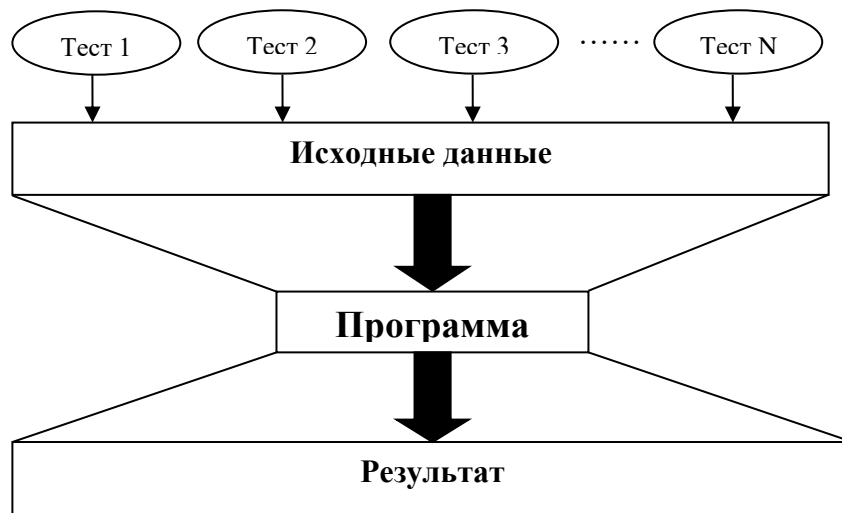 Тест 1 Тест 2 Тест 3 …… Тест N
Исходные данные
Программа
Результат